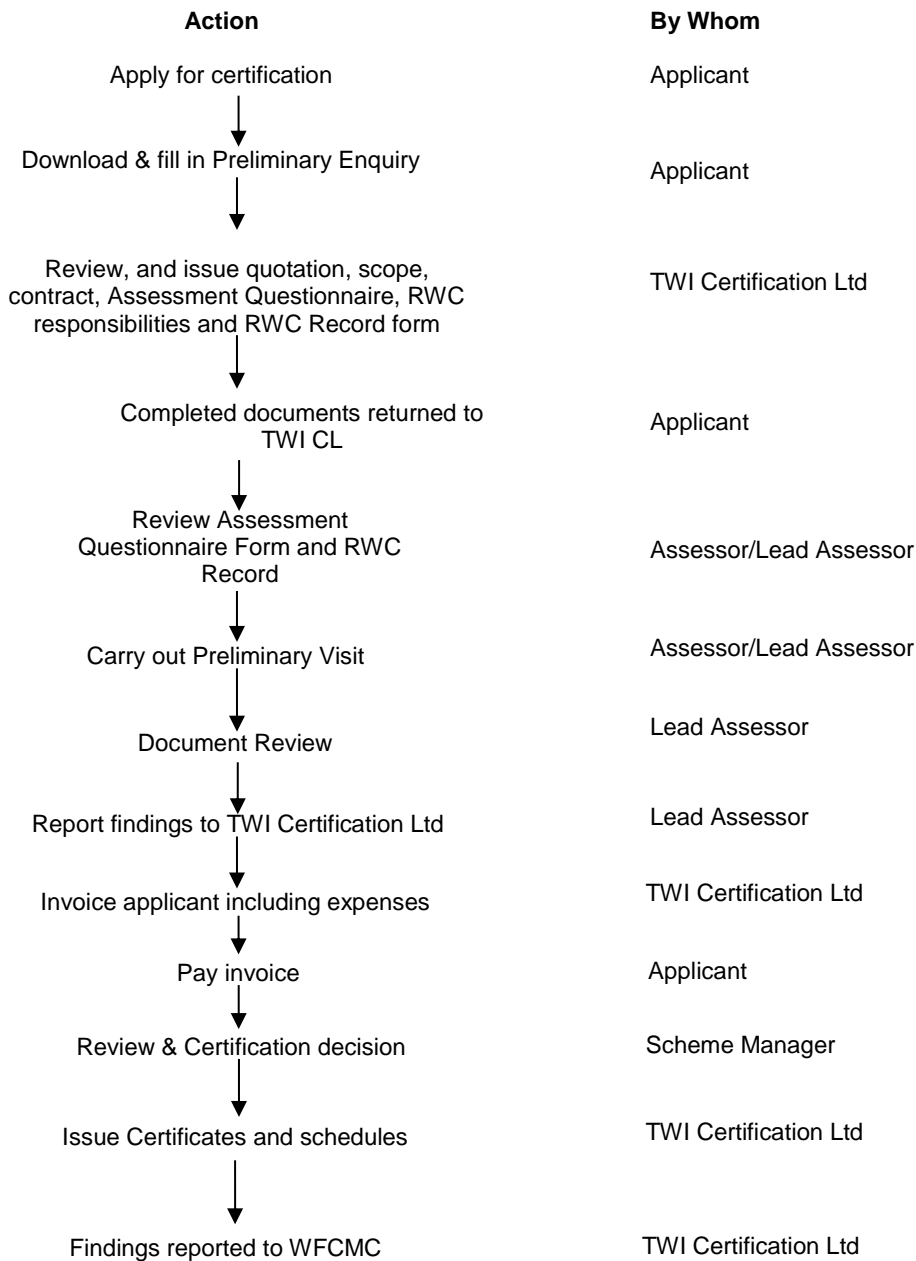 Action By Whom
Apply for certification Applicant
Download & fill in Preliminary Enquiry Applicant
Review, and issue quotation, scope,
contract, Assessment Questionnaire, RWC TWI Certification Ltd
responsibilities and RWC Record form
Completed documents returned to Applicant
TWI CL
Review Assessment
Questionnaire Form and RWC Assessor/Lead Assessor
Record
Carry out Preliminary Visit Assessor/Lead Assessor
Document Review Lead Assessor
Report findings to TWI Certification Ltd Lead Assessor
Invoice applicant including expenses TWI Certification Ltd
Pay invoice Applicant
Review & Certification decision Scheme Manager
Issue Certificates and schedules TWI Certification Ltd
Findings reported to WFCMC TWI Certification Ltd